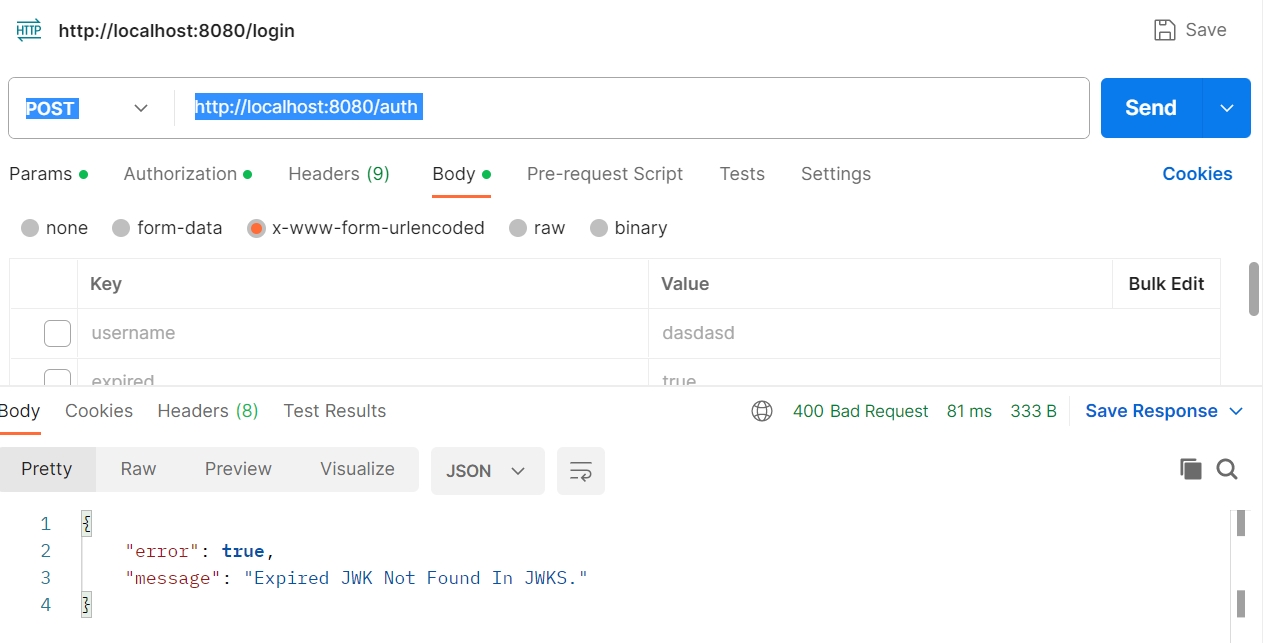 HTTP http://localhost:8080/login Save
POST http://localhost:8080/auth Send
Params Authorization Headers (9) Body Pre-request Script Tests Settings Cookies
none form-data x-www-form-urlencoded raw binary
Key Value Bulk Edit
username dasdasd
expired true
Body Cookies Headers (8) Test Results 400 Bad Request 81 ms 333 B Save Response
Pretty Raw Preview Visualize JSON
1 {
2 "error": true,
3 "message": "Expired JWK Not Found In JWKS."
4 }